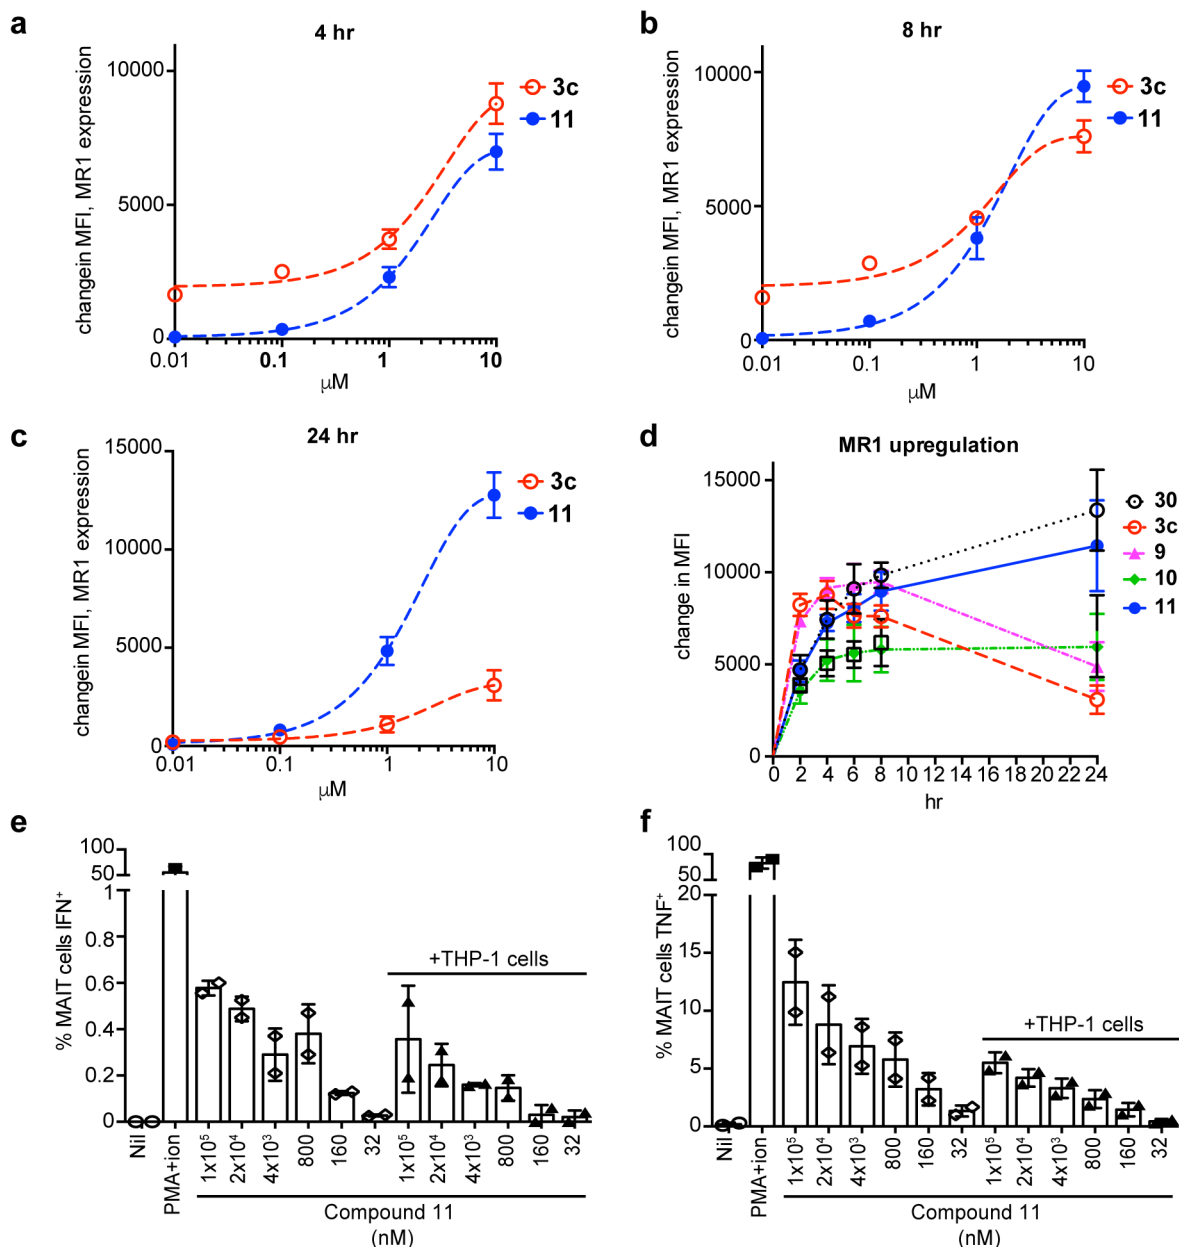 a
4 hr
changein MFI, MR1 expression
10000
5000
0
0.01
0.1
1
10
μM
3c
11
b
8 hr
changein MFI, MR1 expression
10000
5000
0
0.01
0.1
1
10
μM
3c
11
c
24 hr
changein MFI, MR1 expression
15000
10000
5000
0
0.01
0.1
1
10
μM
3c
11
d
MR1 upregulation
change in MFI
15000
10000
5000
0
0 2 4 6 8 10 12 14 16 18 20 22 24
hr
30
3c
9
10
11
e
% MAIT cells IFN⁺
100
50
1
0.8
0.6
0.4
0.2
0
+THP-1 cells
Nil
PMA+ion
1x10⁵
2x10⁴
4x10³
800
160
32
1x10⁵
2x10⁴
4x10³
800
160
32
Compound 11
(nM)
f
% MAIT cells TNF⁺
100
50
20
15
10
5
0
+THP-1 cells
Nil
PMA+ion
1x10⁵
2x10⁴
4x10³
800
160
32
1x10⁵
2x10⁴
4x10³
800
160
32
Compound 11
(nM)